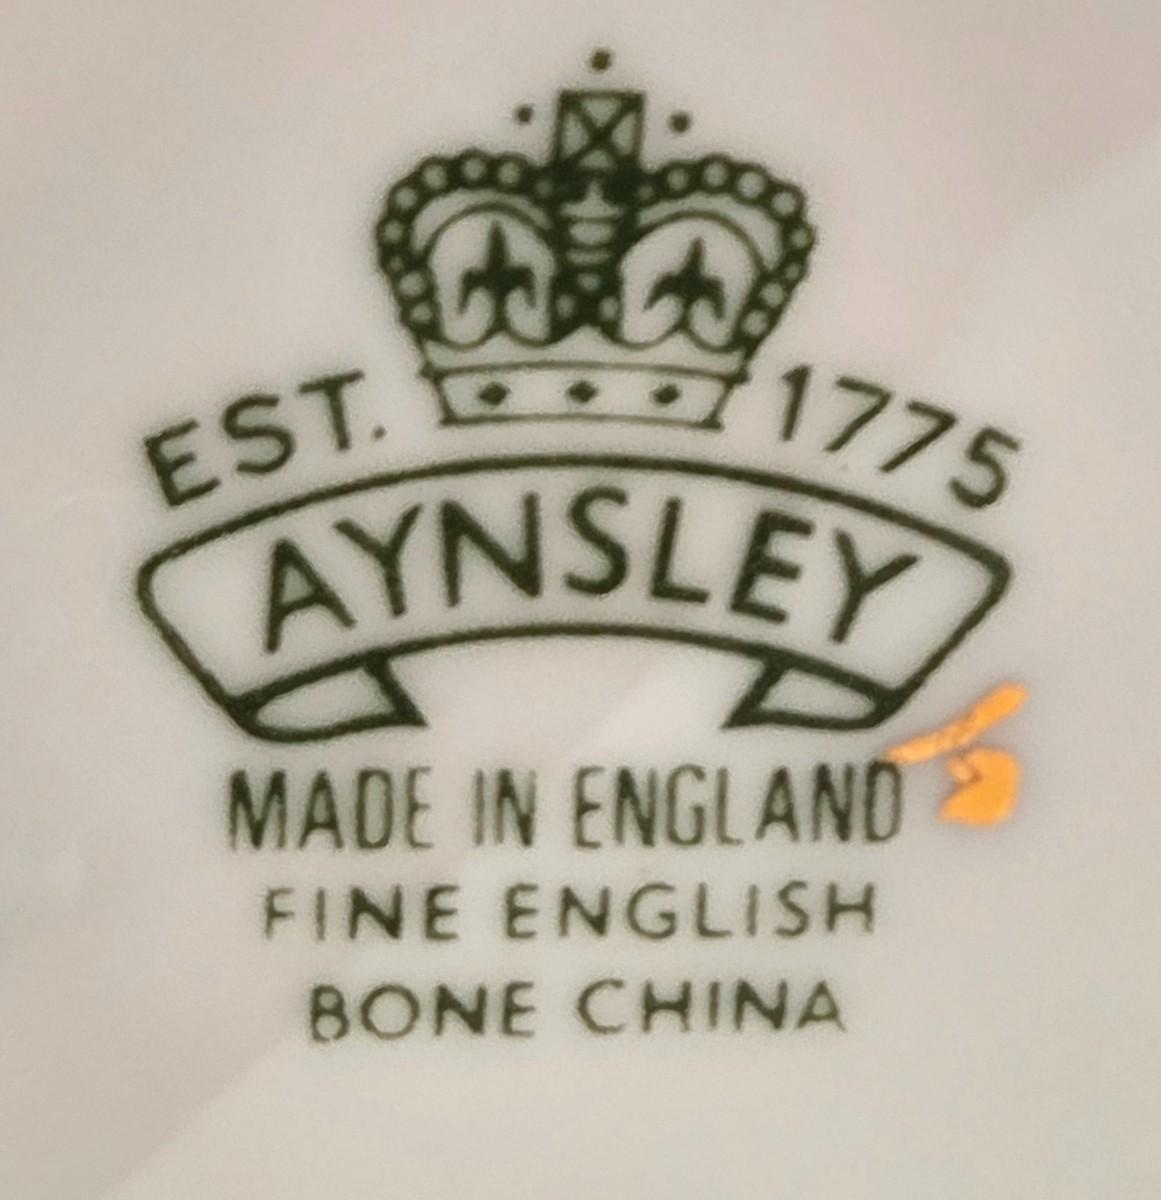 EST. 1775
AYNSLEY
MADE IN ENGLAND
FINE ENGLISH
BONE CHINA